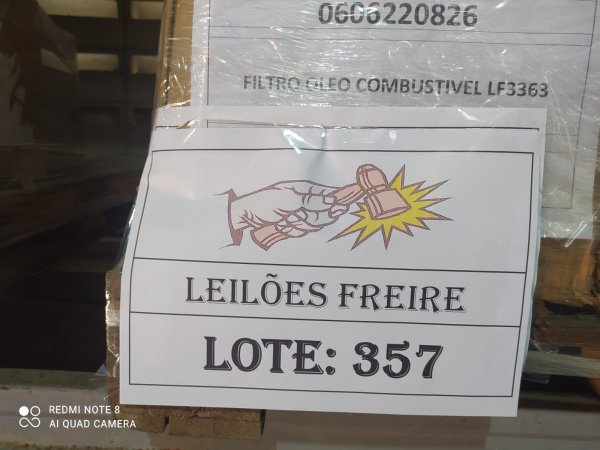 0606220826
FILTRO OLEO COMBUSTIVEL LF3363
LEILÕES FREIRE
LOTE: 357
REDMI NOTE 8
AI QUAD CAMERA